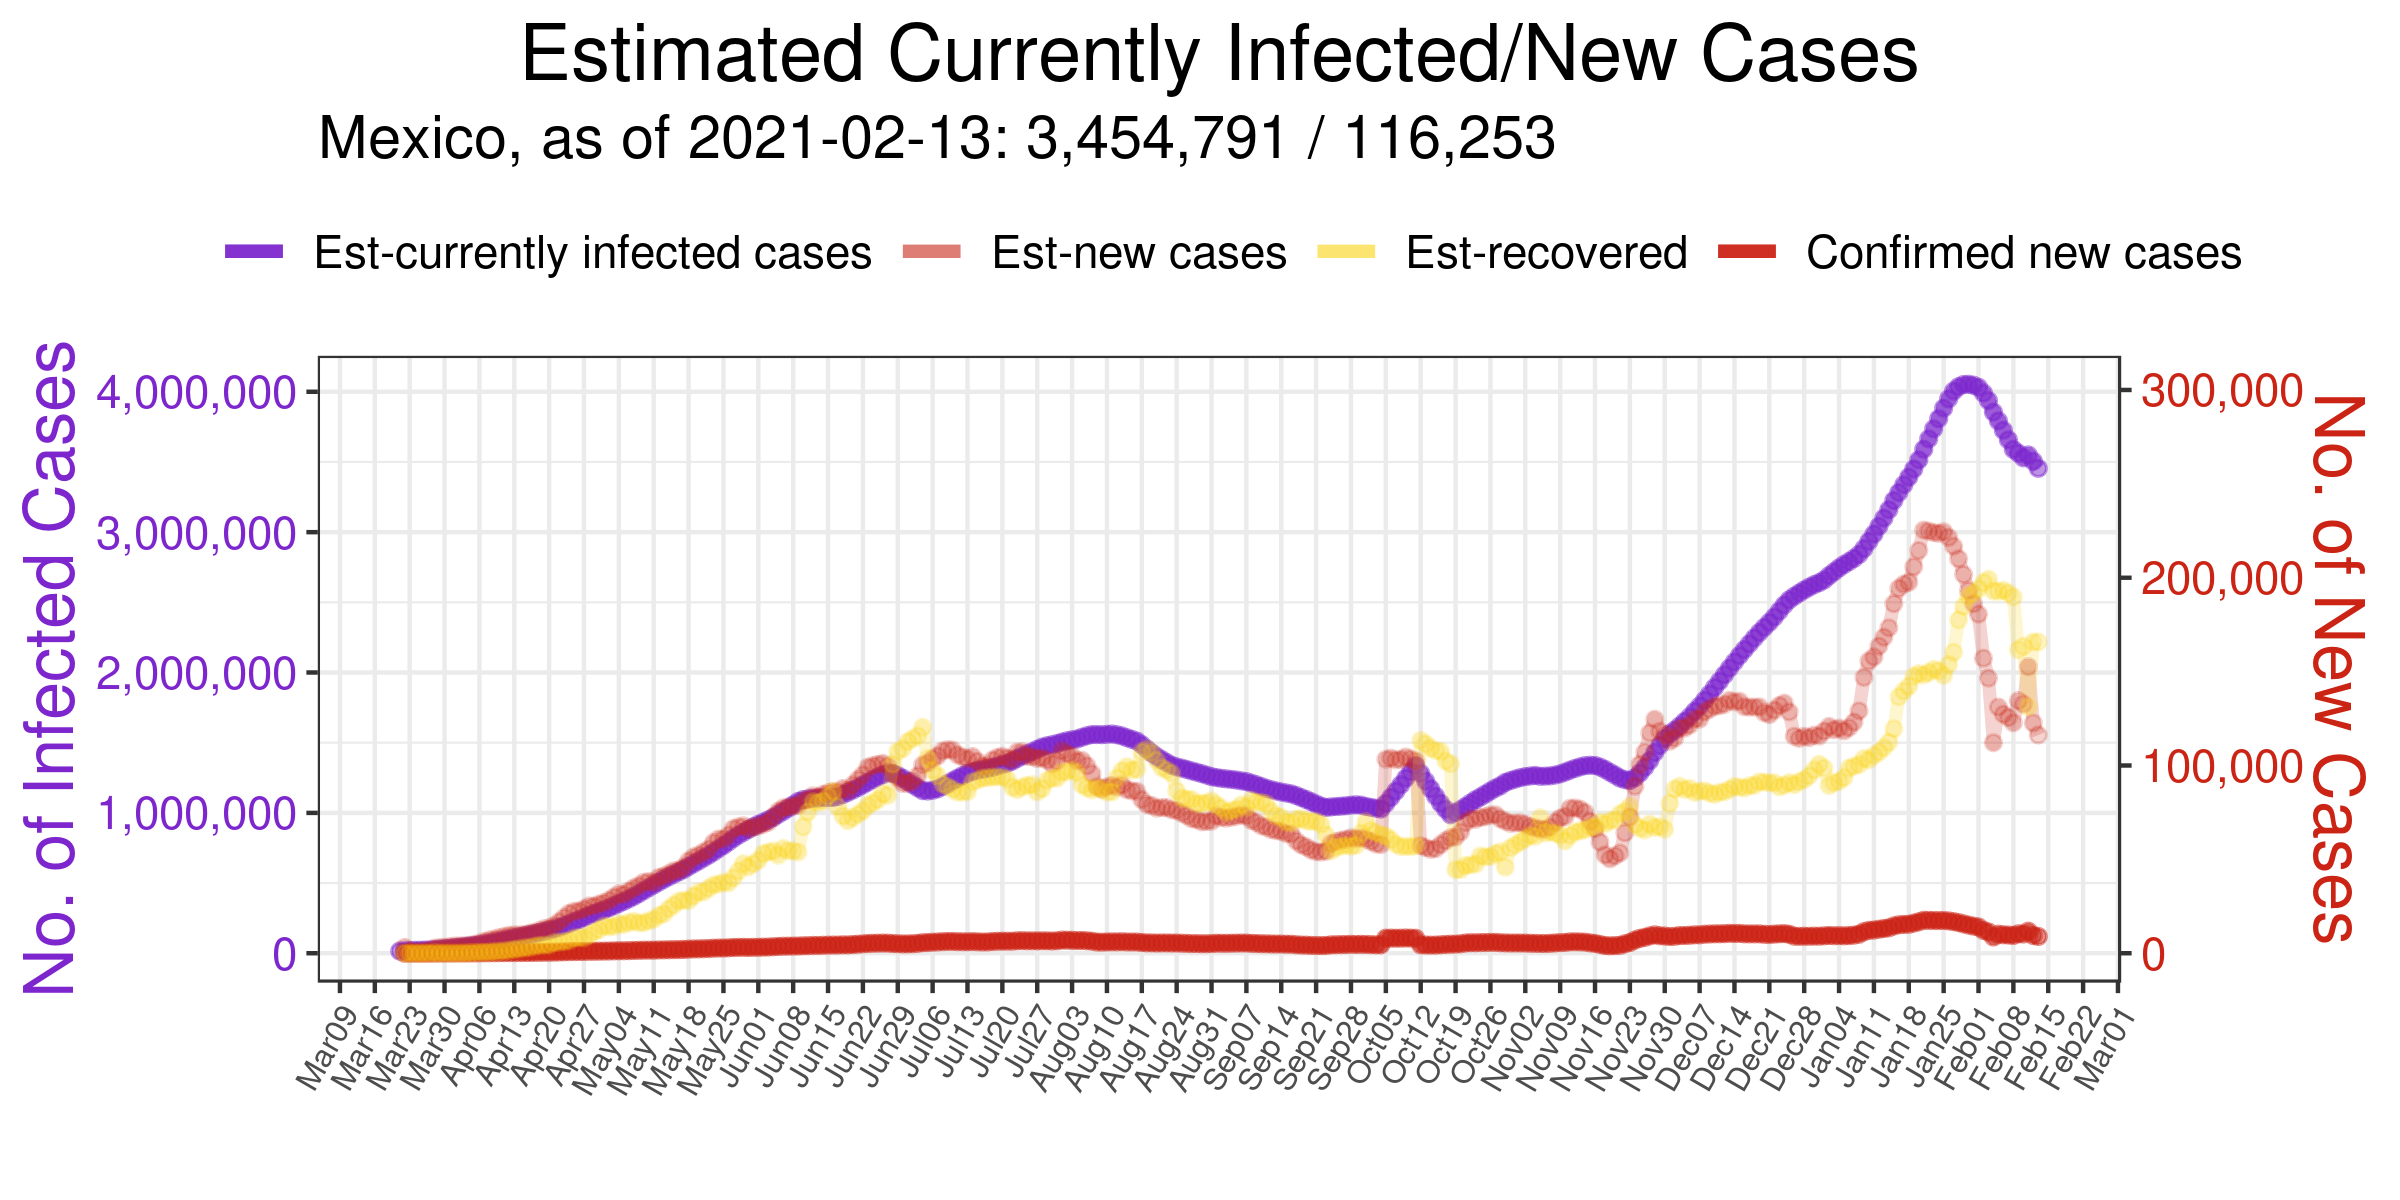 Estimated Currently Infected/New Cases
Mexico, as of 2021-02-13: 3,454,791 / 116,253
Est-currently infected cases Est-new cases Est-recovered Confirmed new cases
No. of Infected Cases
4,000,000
3,000,000
2,000,000
1,000,000
0
300,000
200,000
100,000
0
No. of New Cases
Mar09 Mar16 Mar23 Mar30 Apr06 Apr13 Apr20 Apr27 May04 May11 May18 May25 Jun01 Jun08 Jun15 Jun22 Jun29 Jul06 Jul13 Jul20 Jul27 Aug03 Aug10 Aug17 Aug24 Aug31 Sep07 Sep14 Sep21 Sep28 Oct05 Oct12 Oct19 Oct26 Nov02 Nov09 Nov16 Nov23 Nov30 Dec07 Dec14 Dec21 Dec28 Jan04 Jan11 Jan18 Jan25 Feb01 Feb08 Feb15 Feb22 Mar01